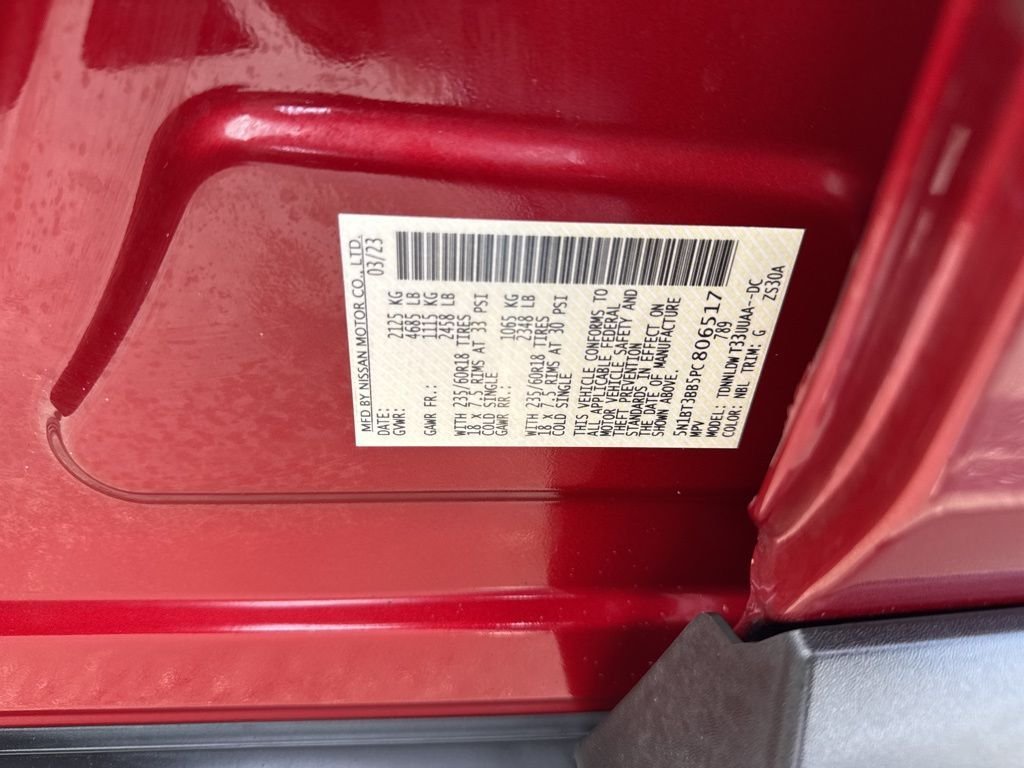 MFD BY NISSAN MOTOR CO., LTD.
DATE: 03/23
GVWR: 2125 KG
4685 LB
GAWR FR.: 1115 KG
2458 LB
WITH 235/60R18 TIRES
18 X 7.5 RIMS AT 33 PSI
COLD SINGLE
GAWR RR.: 1065 KG
2348 LB
WITH 235/60R18 TIRES
18 X 7.5 RIMS AT 30 PSI
COLD SINGLE
THIS VEHICLE CONFORMS TO
ALL APPLICABLE FEDERAL
MOTOR VEHICLE SAFETY AND
THEFT PREVENTION
STANDARDS IN EFFECT ON
THE DATE OF MANUFACTURE
SHOWN ABOVE.
5N1BT3BB5PC806517
MPV 789
MODEL: TDNNLDW T33UUAA--DC
COLOR: NBL TRIM: G ZS30A